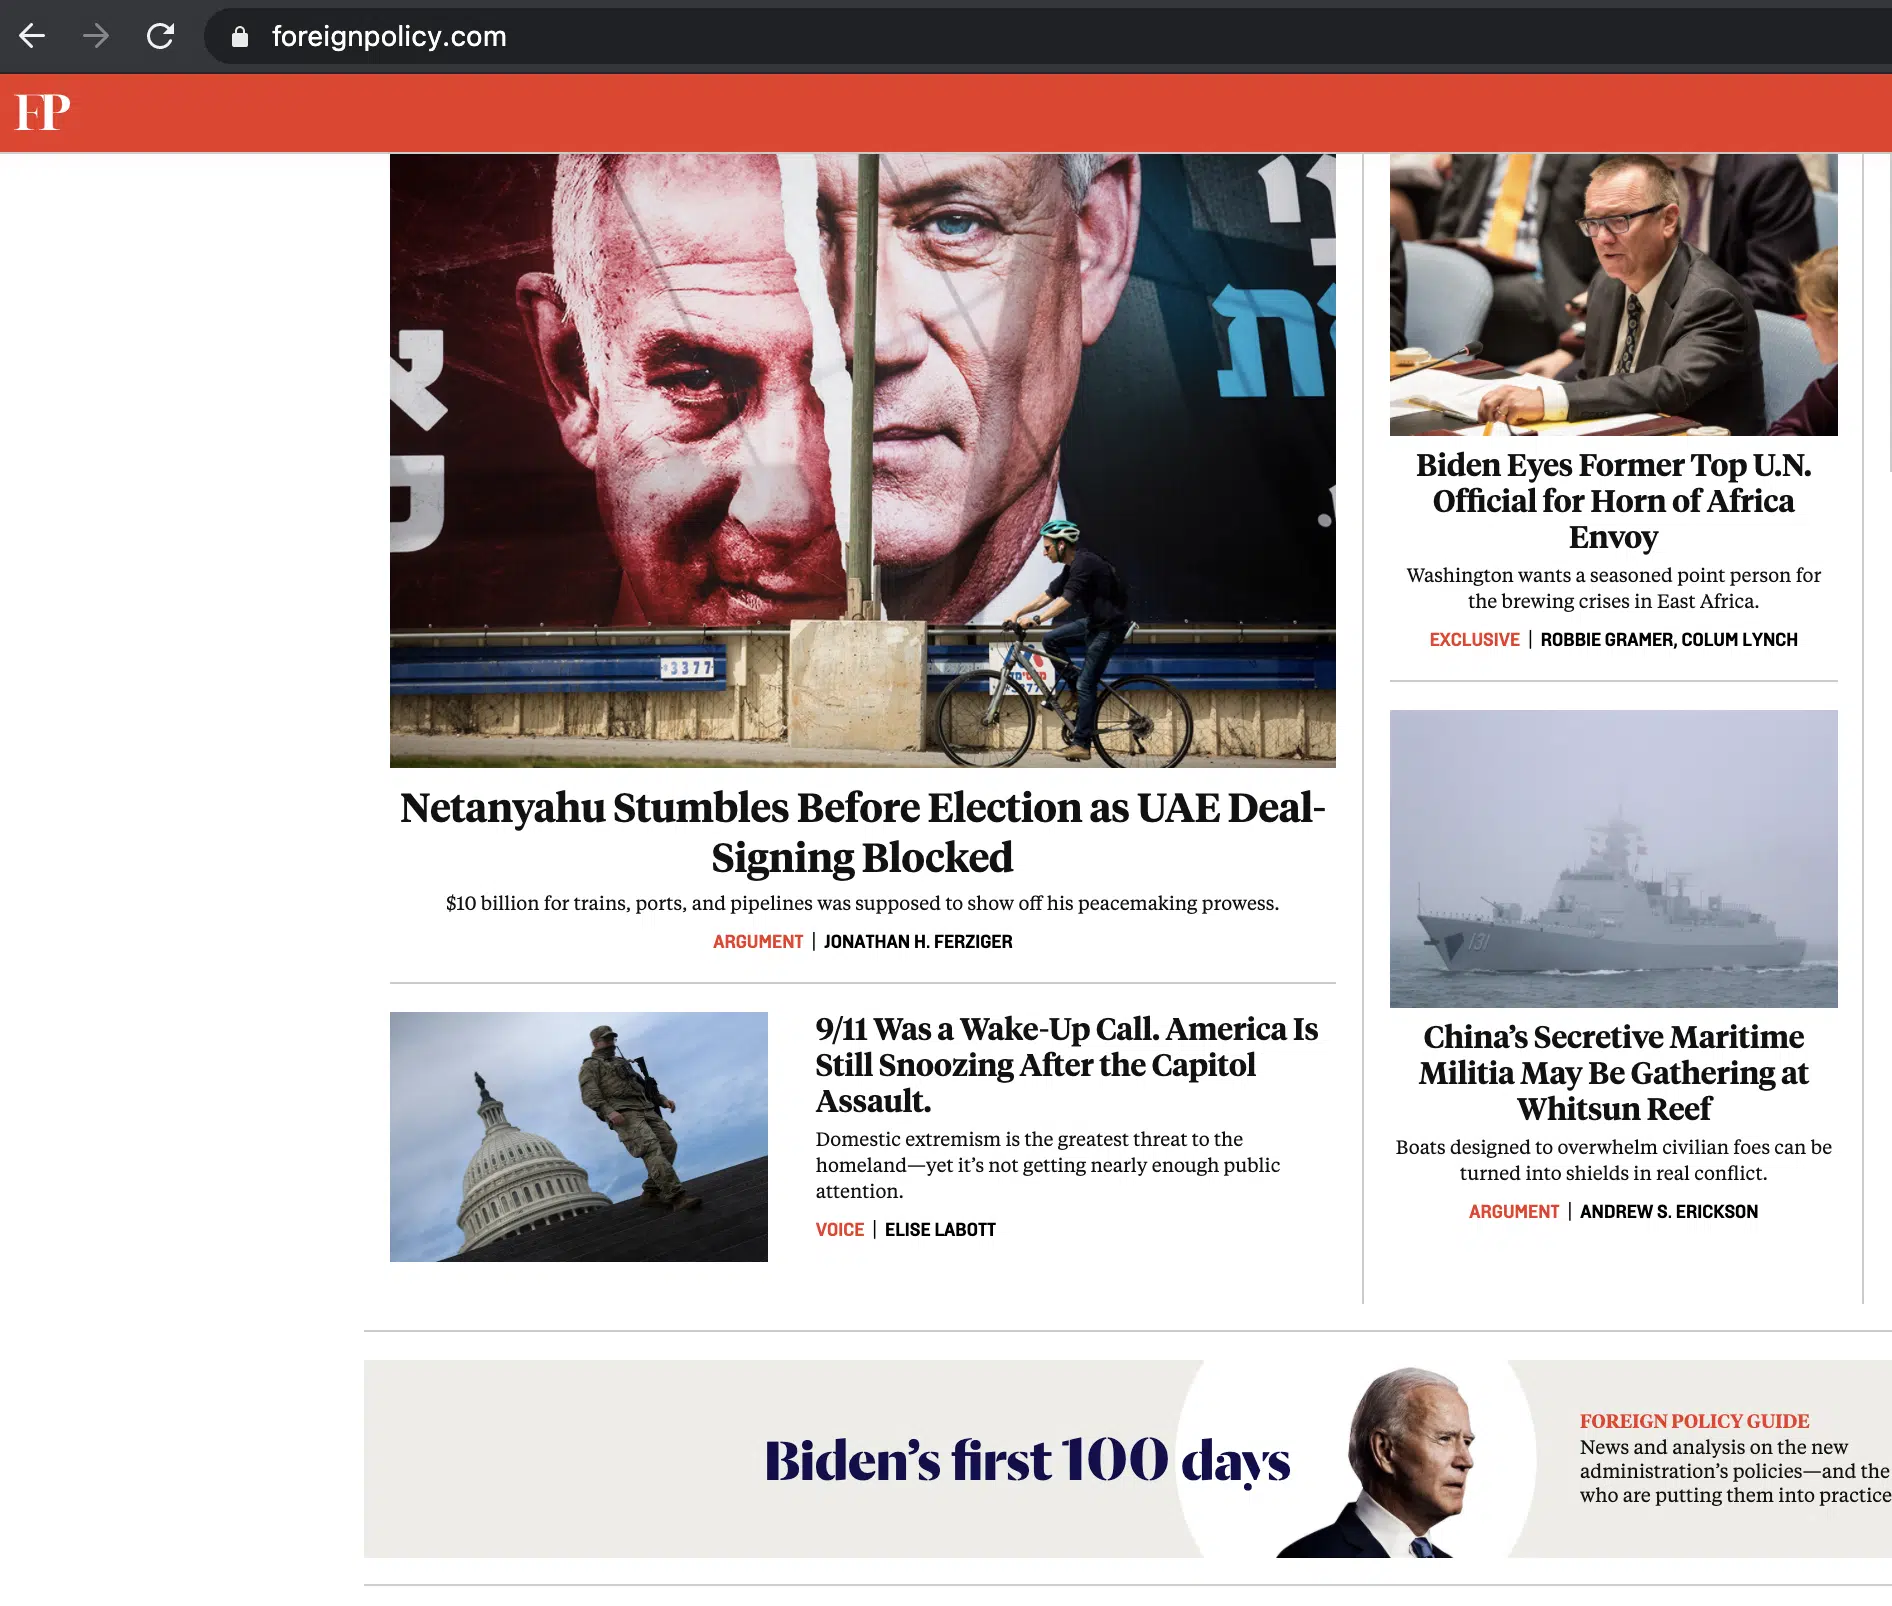 foreignpolicy.com
FP
א
ם
ני
ת
3377
3377
Netanyahu Stumbles Before Election as UAE Deal-
Signing Blocked
$10 billion for trains, ports, and pipelines was supposed to show off his peacemaking prowess.
ARGUMENT | JONATHAN H. FERZIGER
9/11 Was a Wake-Up Call. America Is
Still Snoozing After the Capitol
Assault.
Domestic extremism is the greatest threat to the
homeland—yet it’s not getting nearly enough public
attention.
VOICE | ELISE LABOTT
Biden Eyes Former Top U.N.
Official for Horn of Africa
Envoy
Washington wants a seasoned point person for
the brewing crises in East Africa.
EXCLUSIVE | ROBBIE GRAMER, COLUM LYNCH
131
China’s Secretive Maritime
Militia May Be Gathering at
Whitsun Reef
Boats designed to overwhelm civilian foes can be
turned into shields in real conflict.
ARGUMENT | ANDREW S. ERICKSON
Biden’s first 100 days
FOREIGN POLICY GUIDE
News and analysis on the new
administration’s policies—and the
who are putting them into practice